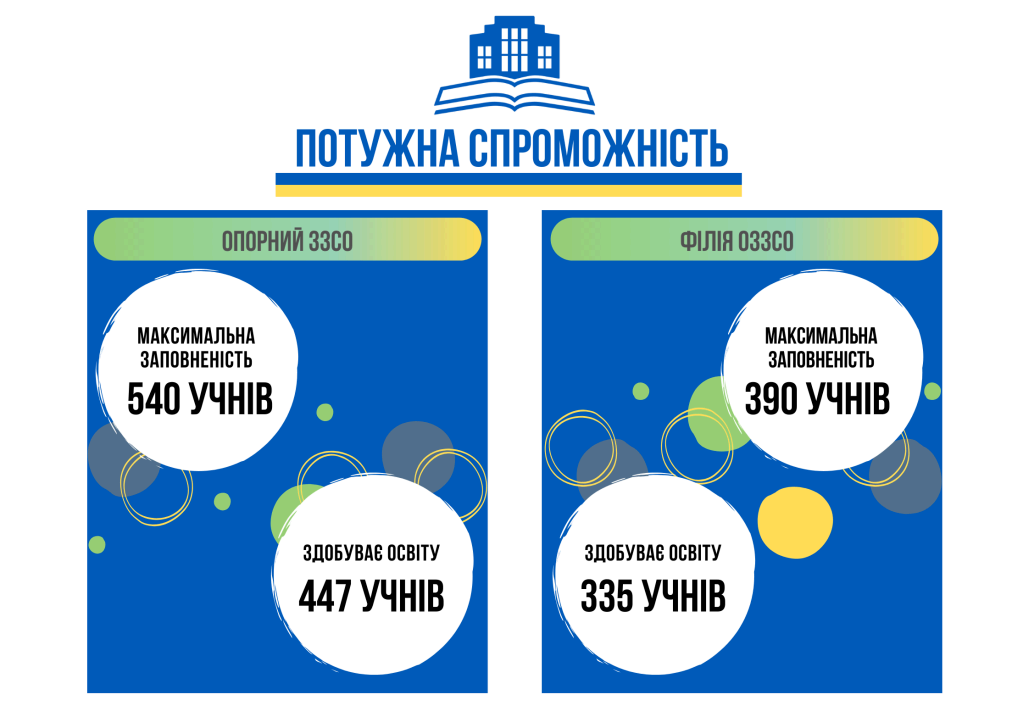 ПОТУЖНА СПРОМОЖНІСТЬ
ОПОРНИЙ ЗЗСО
МАКСИМАЛЬНА
ЗАПОВНЕНІСТЬ
540 УЧНІВ
ЗДОБУВАЄ ОСВІТУ
447 УЧНІВ
ФІЛІЯ ОЗЗСО
МАКСИМАЛЬНА
ЗАПОВНЕНІСТЬ
390 УЧНІВ
ЗДОБУВАЄ ОСВІТУ
335 УЧНІВ